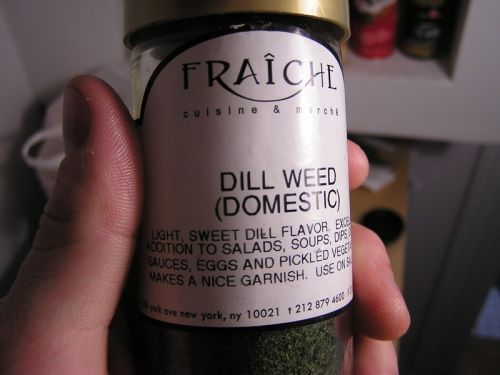 FRAÎCHE
cuisine & marché
DILL WEED
(DOMESTIC)
LIGHT, SWEET DILL FLAVOR.
ADDITION TO SALADS, SOUPS, DIPS,
SAUCES, EGGS AND PICKLED
MAKES A NICE GARNISH. USE ON
york ave new york, ny 10021 t 212 879 4600